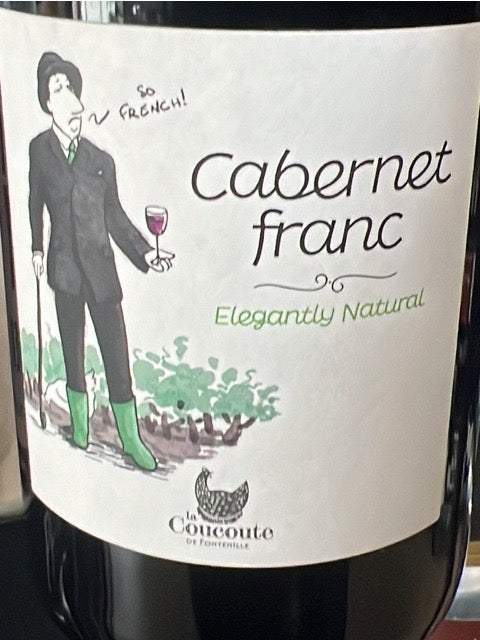 SO
FRENCH!
Cabernet
franc
Elegantly Natural
la
Coucoute
DE FONTENILLE